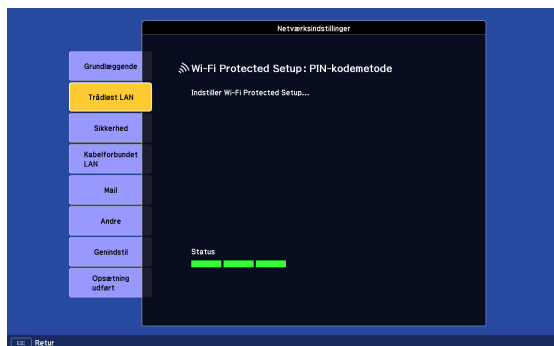 Netværksindstillinger
Grundlæggende
Wi-Fi Protected Setup: PIN-kodemetode
Trådløst LAN
Indstiller Wi-Fi Protected Setup...
Sikkerhed
Kabelforbundet
LAN
Mail
Andre
Genindstil
Status
Opsætning
udført
ESC Retur